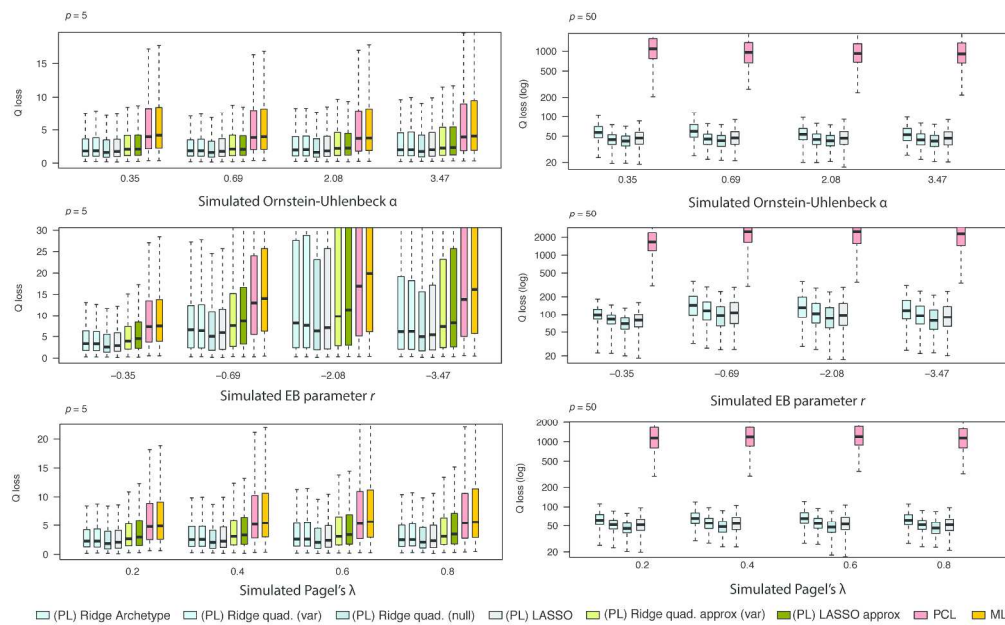 p = 5
Q loss
15
10
5
0
0.35 0.69 2.08 3.47
Simulated Ornstein-Uhlenbeck α
p = 50
Q loss (log)
1000
500
100
50
20
0.35 0.69 2.08 3.47
Simulated Ornstein-Uhlenbeck α
p = 5
Q loss
30
25
20
15
10
5
0
−0.35 −0.69 −2.08 −3.47
Simulated EB parameter r
p = 50
Q loss (log)
2000
1000
500
200
100
50
20
−0.35 −0.69 −2.08 −3.47
Simulated EB parameter r
p = 5
Q loss
20
15
10
5
0
0.2 0.4 0.6 0.8
Simulated Pagel's λ
p = 50
Q loss (log)
2000
1000
500
200
100
50
20
0.2 0.4 0.6 0.8
Simulated Pagel's λ
(PL) Ridge Archetype (PL) Ridge quad. (var) (PL) Ridge quad. (null) (PL) LASSO (PL) Ridge quad. approx (var) (PL) LASSO approx PCL ML